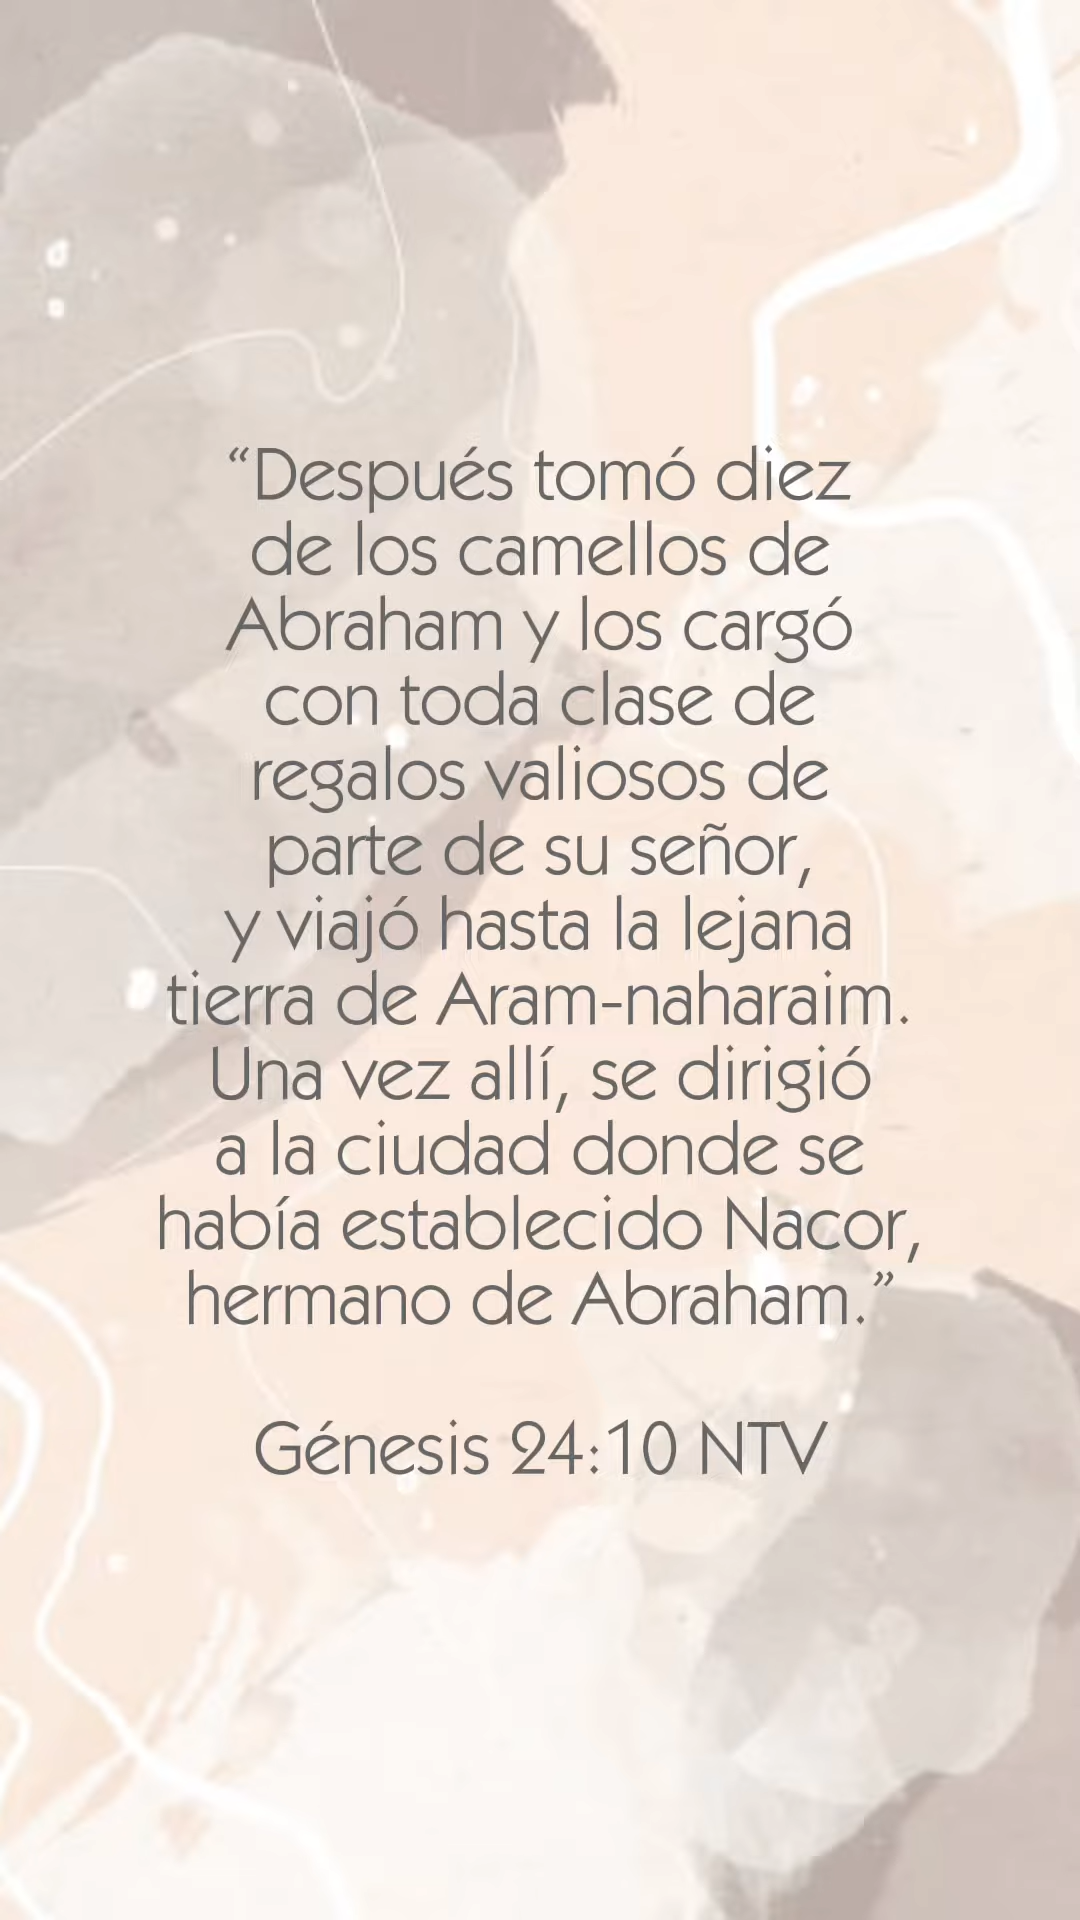 “Después tomó diez
de los camellos de
Abraham y los cargó
con toda clase de
regalos valiosos de
parte de su señor,
y viajó hasta la lejana
tierra de Aram-naharaim.
Una vez allí, se dirigió
a la ciudad donde se
había establecido Nacor,
hermano de Abraham.”
Génesis 24:10 NTV